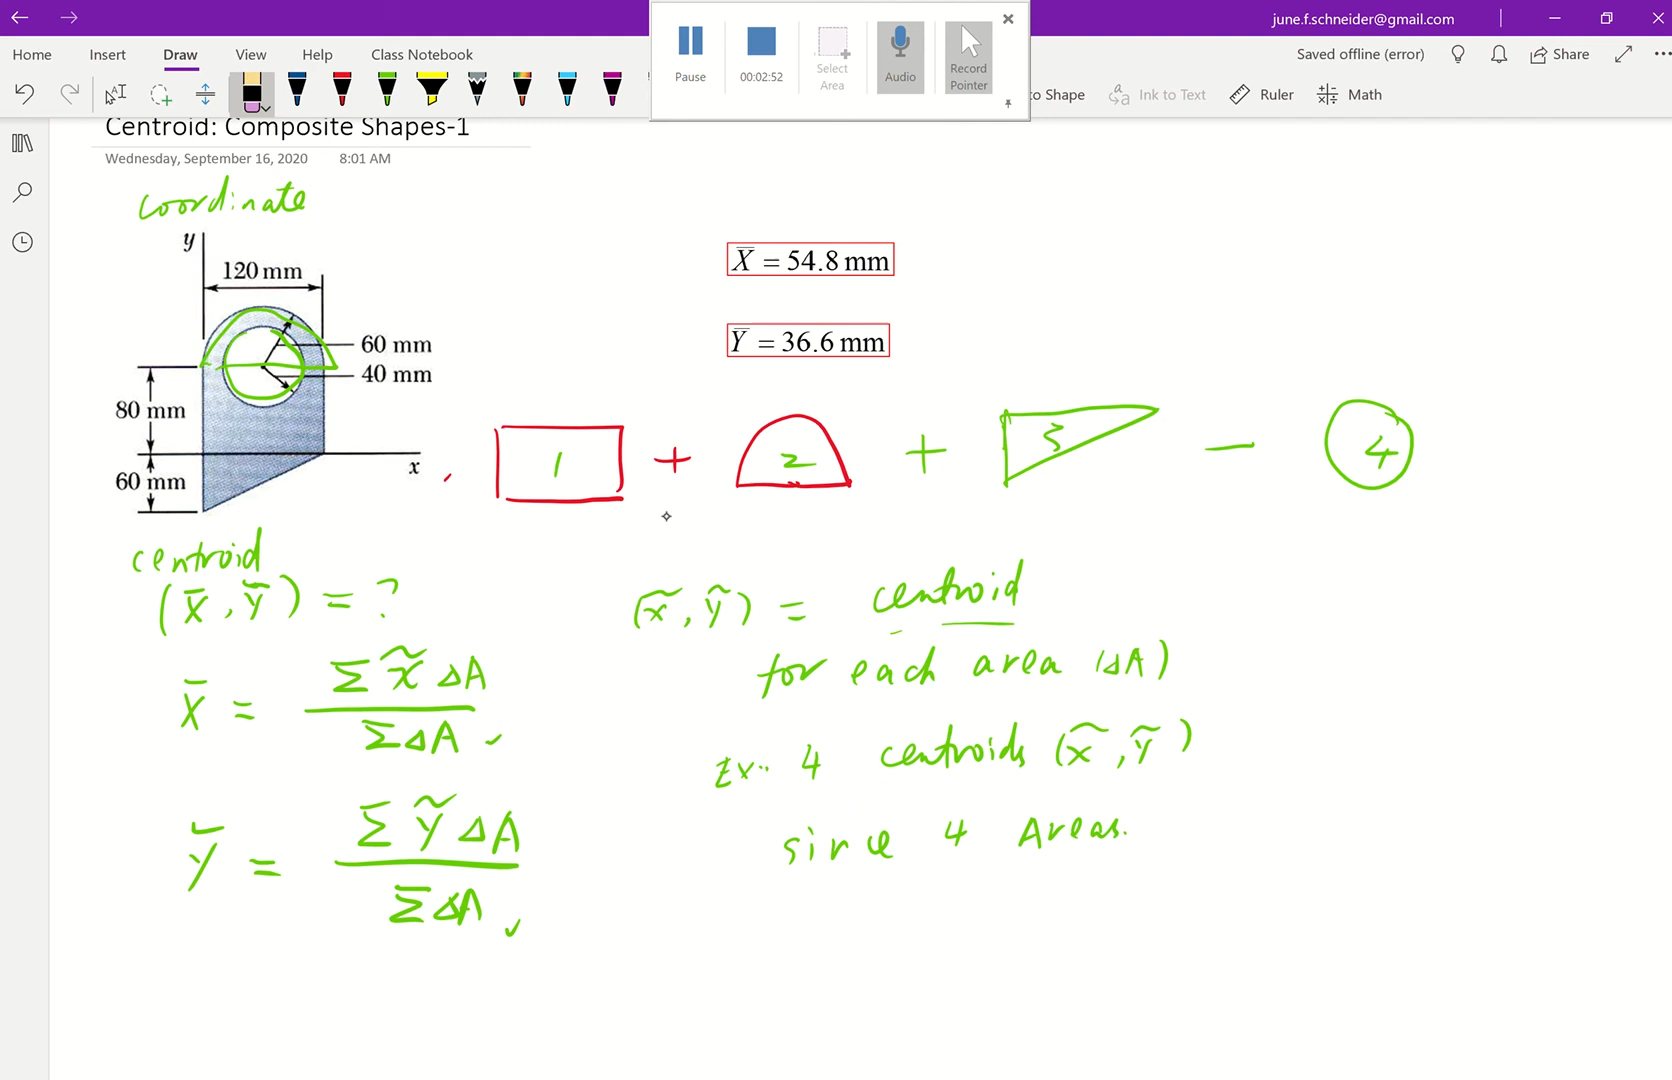 june.f.schneider@gmail.com
Home Insert Draw View Help Class Notebook
Pause 00:02:52 Select Area Audio Record Pointer
Saved offline (error) Share
to Shape Ink to Text Ruler Math
Centroid: Composite Shapes-1
Wednesday, September 16, 2020 8:01 AM
coordinate
y
120 mm
60 mm
40 mm
80 mm
60 mm
x
X̅ = 54.8 mm
Y̅ = 36.6 mm
1 + 2 + 3 − 4
centroid
(x̄, ȳ) = ?
x̄ = Σ x̃ ΔA / Σ ΔA
ȳ = Σ ỹ ΔA / Σ ΔA
(x̃, ỹ) = centroid
for each area (ΔA)
Ex.. 4 centroids (x̃, ỹ)
since 4 Areas.